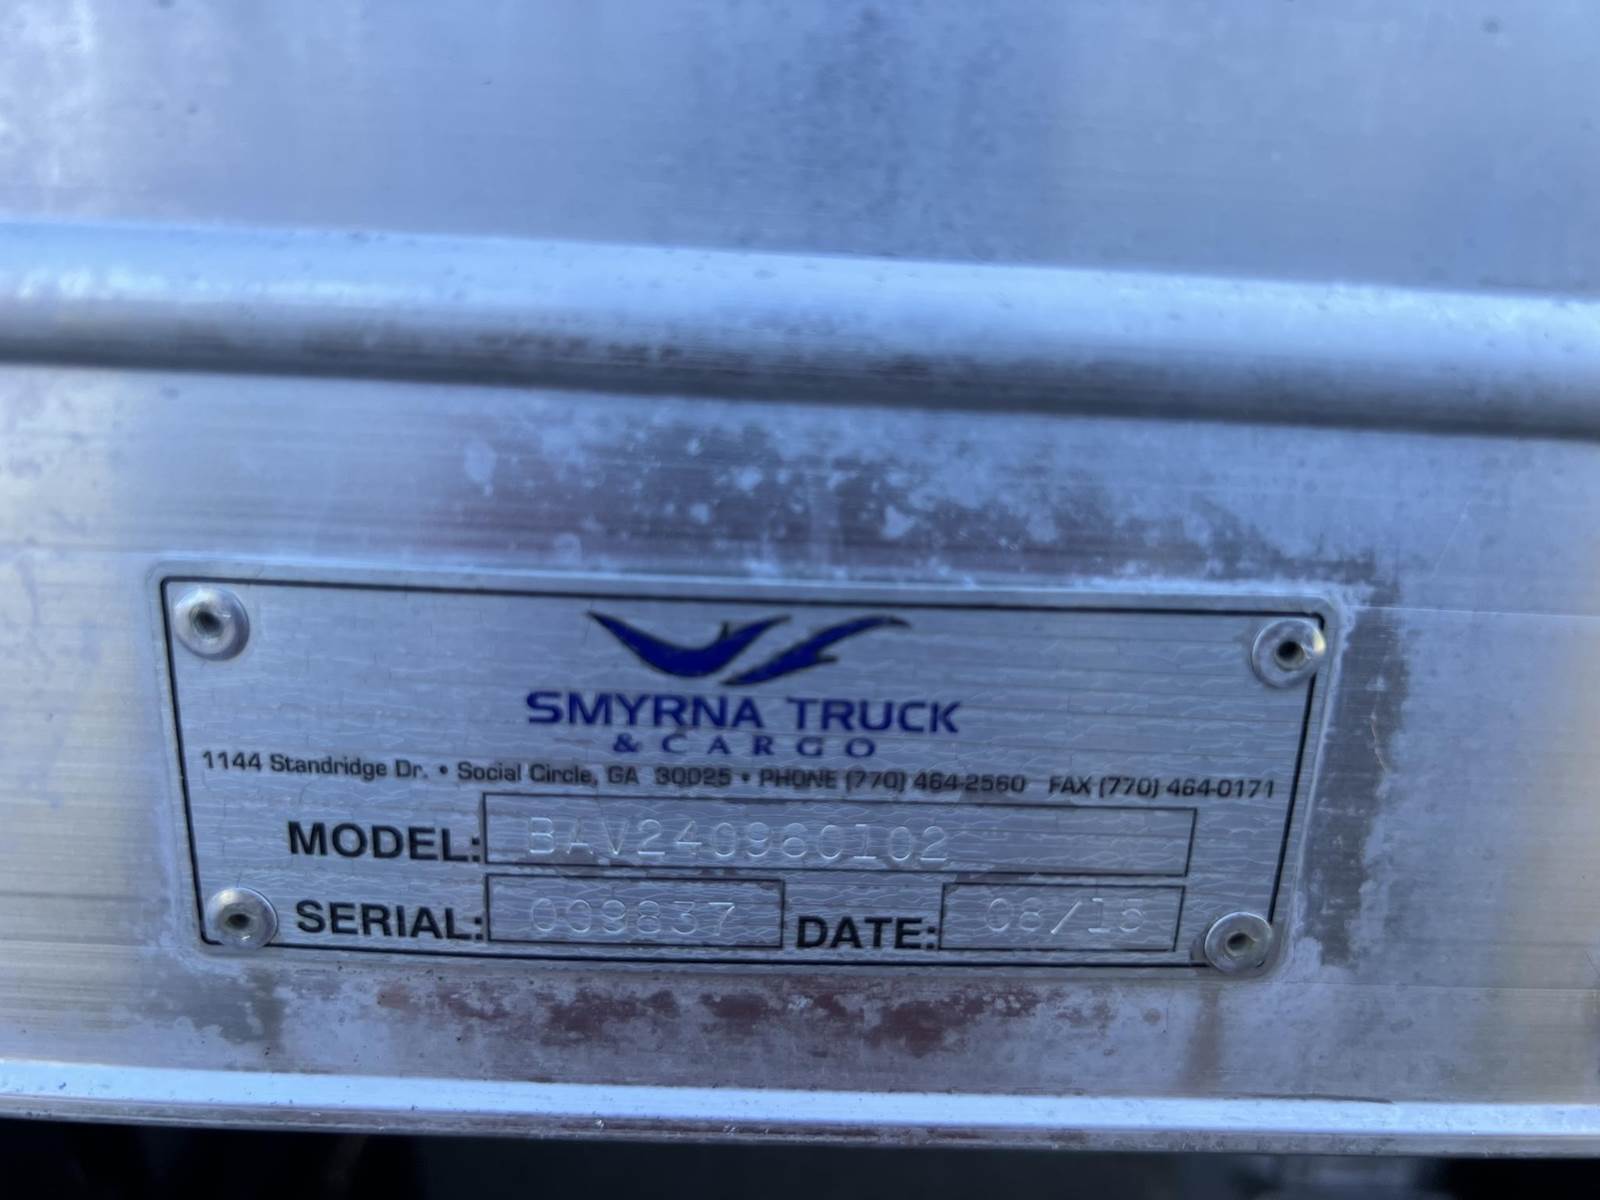 SMYRNA TRUCK
& CARGO
1144 Standridge Dr. • Social Circle, GA 30025 • PHONE (770) 464-2560 FAX (770) 464-0171
MODEL: BAV240960102
SERIAL: 009837 DATE: 08/15